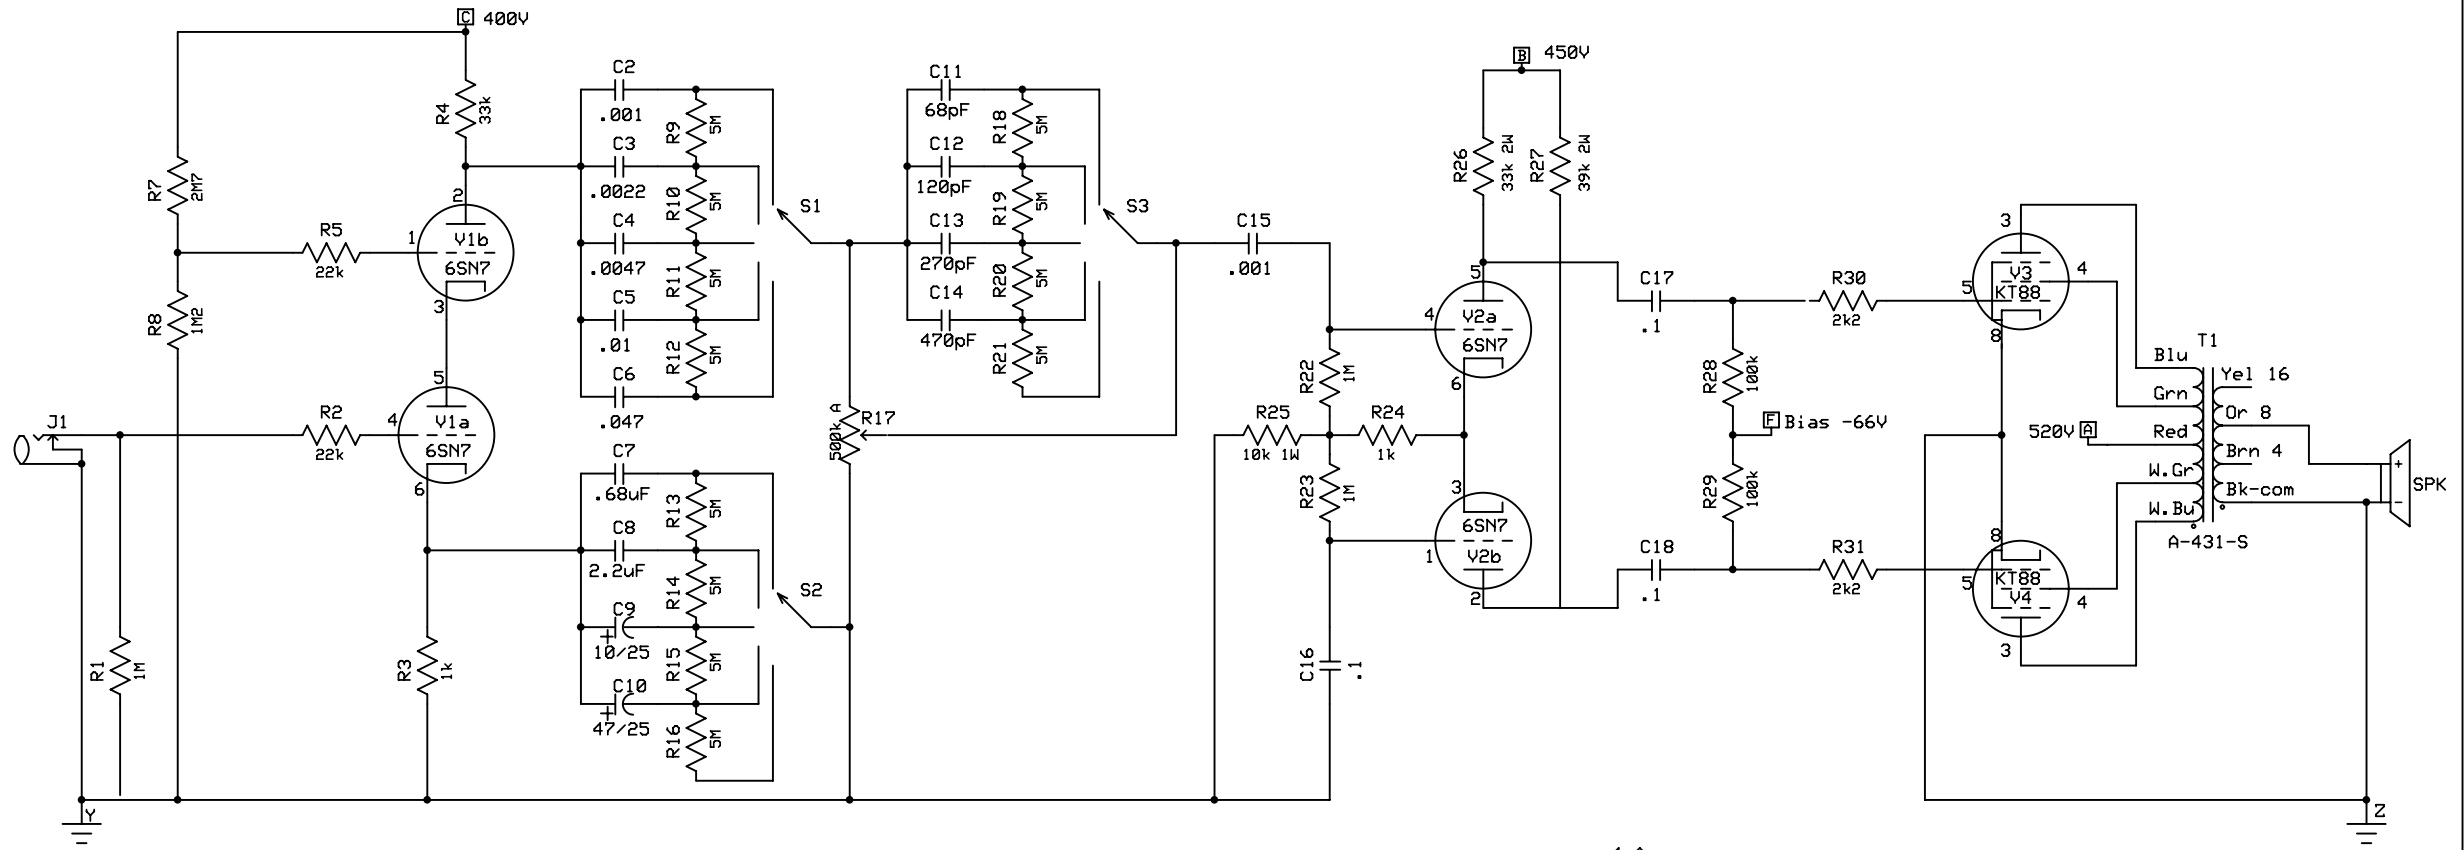 C 400V
R4 33k
R7 2M7
R8 1M2
R5
22k
2
1
V1b
6SN7
3
5
4
V1a
6SN7
6
J1
R2
22k
R1 1M
R3 1k
C2
.001
C3
.0022
C4
.0047
C5
.01
C6
.047
R9 5M
R10 5M
R11 5M
R12 5M
S1
C7
.68uF
C8
2.2uF
C9
+
10/25
C10
+
47/25
R13 5M
R14 5M
R15 5M
R16 5M
S2
C11
68pF
C12
120pF
C13
270pF
C14
470pF
R18 5M
R19 5M
R20 5M
R21 5M
S3
500k A R17
C15
.001
R22 1M
R25
10k 1W
R24
1k
R23 1M
C16 .1
B 450V
R26 33k 2W
R27 39k 2W
5
4
V2a
6SN7
6
3
6SN7
V2b
1
2
C17
.1
C18
.1
R28 100k
R29 100k
F Bias -66V
R30
2k2
R31
2k2
3
4
V3
KT88
5
8
8
KT88
V4
5
4
3
520V A
T1
Blu
Grn
Red
W.Gr
W.Bu
Yel 16
Or 8
Brn 4
Bk-com
A-431-S
+
-
SPK
Y
Z